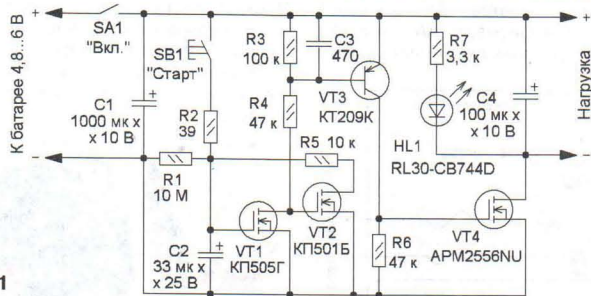 +
SA1
"Вкл."
К батарее 4,8...6 В
−
C1
1000 мк х
х 10 В
SB1
"Старт"
R2
39
R1
10 М
C2
33 мк х
х 25 В
VT1
КП505Г
R3
100 к
C3
470
R4
47 к
R5 10 к
VT2
КП501Б
VT3
КТ209К
R6
47 к
R7
3,3 к
HL1
RL30-CB744D
C4
100 мк х
х 10 В
VT4
APM2556NU
+
Нагрузка
−
1